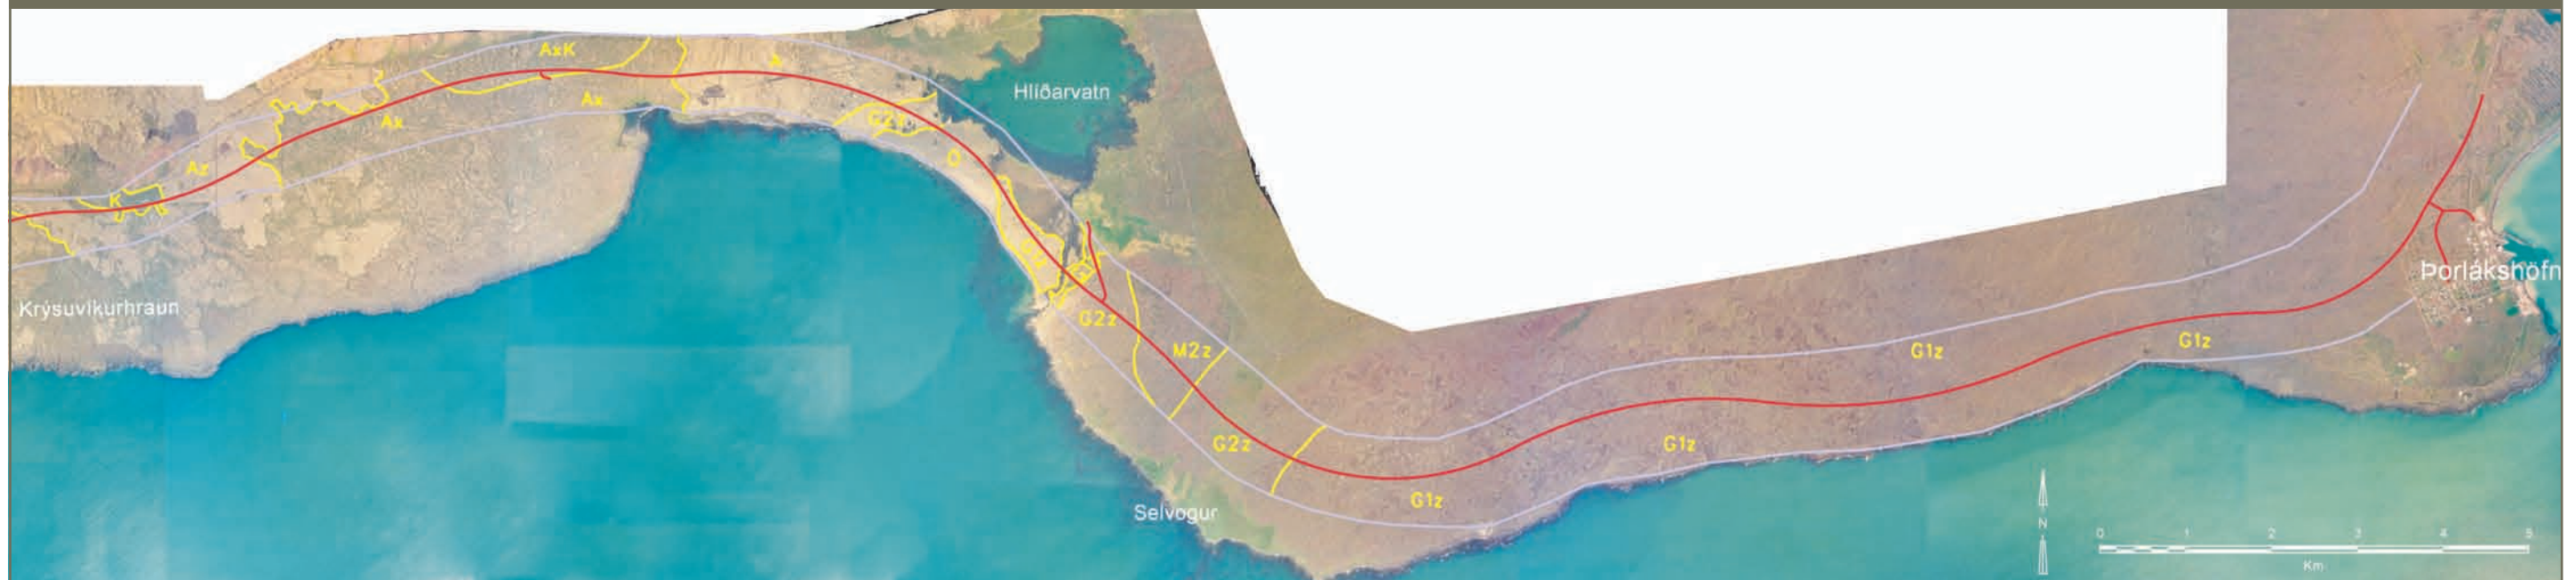 AxK
A
Hlíðarvatn
Ax
Ax
G2z
Ö
Az
K
Krýsuvíkurhraun
G2z
M2z
G2z
G1z
G1z
G1z
G1z
Selvogur
Þorlákshöfn
N
0 1 2 3 4 5
Km